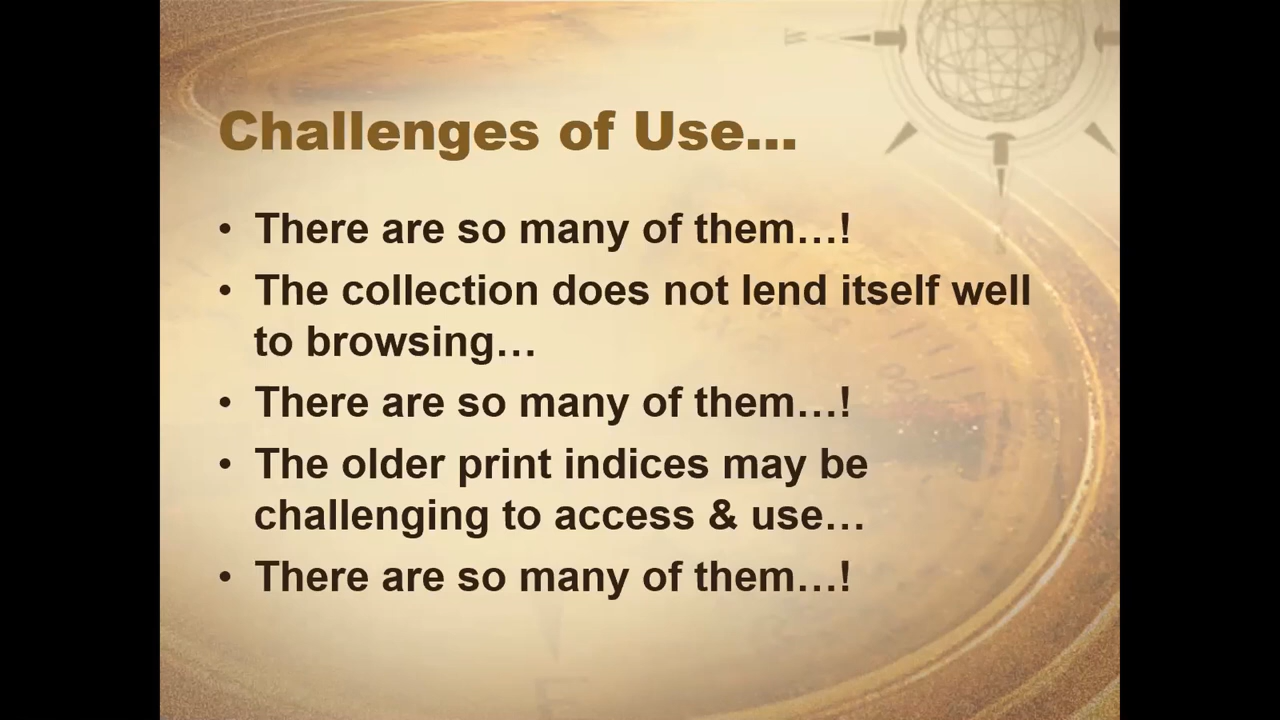 Challenges of Use...
• There are so many of them…!
• The collection does not lend itself well
to browsing…
• There are so many of them…!
• The older print indices may be
challenging to access & use…
• There are so many of them…!